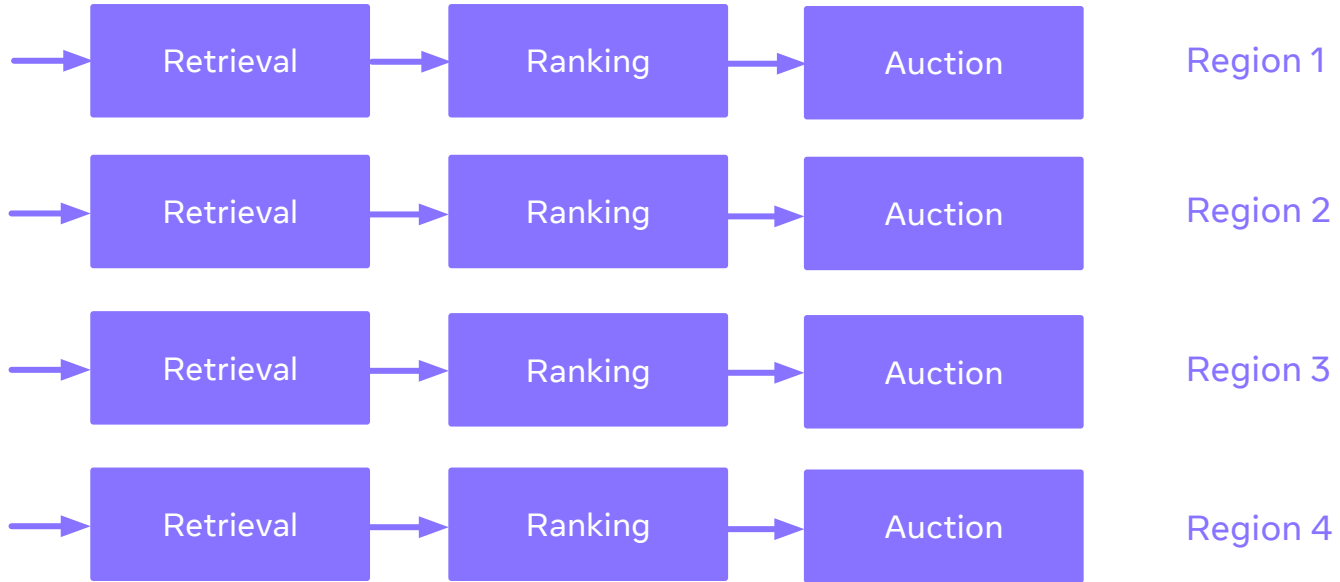 Retrieval Ranking Auction Region 1
Retrieval Ranking Auction Region 2
Retrieval Ranking Auction Region 3
Retrieval Ranking Auction Region 4